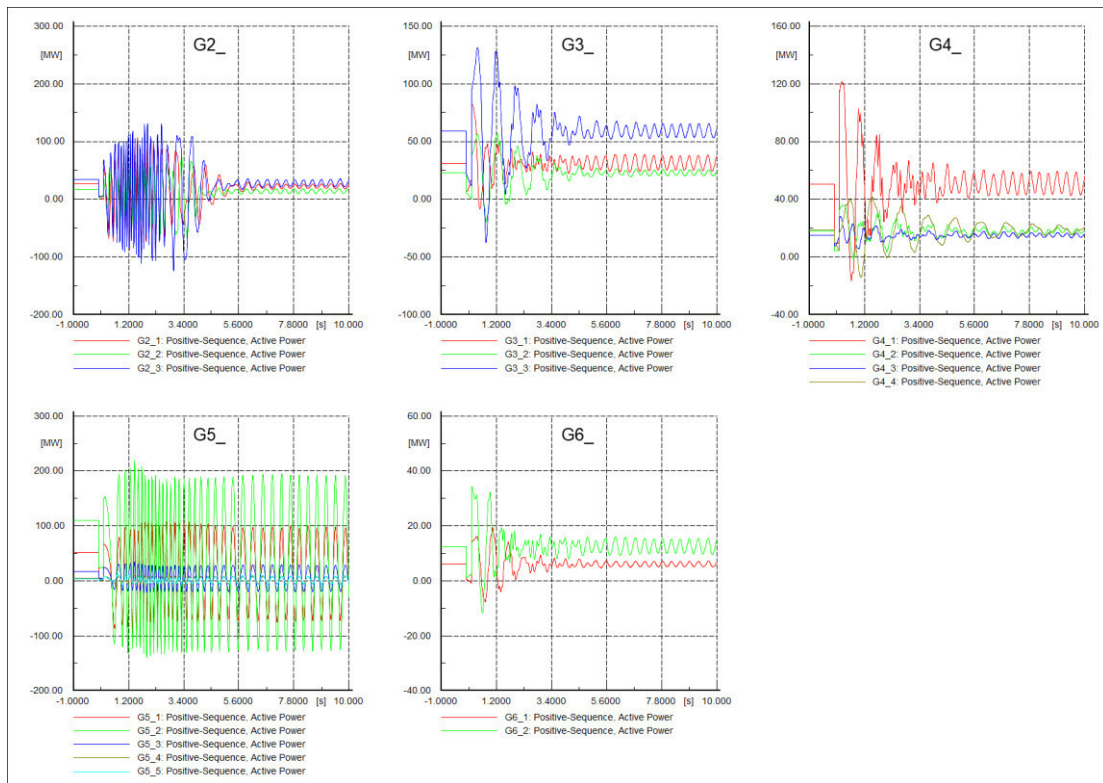 G2_
300.00
[MW]
200.00
100.00
0.00
-100.00
-200.00
-1.0000 1.2000 3.4000 5.6000 7.8000 [s] 10.000
G2_1: Positive-Sequence, Active Power
G2_2: Positive-Sequence, Active Power
G2_3: Positive-Sequence, Active Power
G3_
150.00
[MW]
100.00
50.00
0.00
-50.00
-100.00
-1.0000 1.2000 3.4000 5.6000 7.8000 [s] 10.000
G3_1: Positive-Sequence, Active Power
G3_2: Positive-Sequence, Active Power
G3_3: Positive-Sequence, Active Power
G4_
160.00
[MW]
120.00
80.00
40.00
0.00
-40.00
-1.0000 1.2000 3.4000 5.6000 7.8000 [s] 10.000
G4_1: Positive-Sequence, Active Power
G4_2: Positive-Sequence, Active Power
G4_3: Positive-Sequence, Active Power
G4_4: Positive-Sequence, Active Power
G5_
300.00
[MW]
200.00
100.00
0.00
-100.00
-200.00
-1.0000 1.2000 3.4000 5.6000 7.8000 [s] 10.000
G5_1: Positive-Sequence, Active Power
G5_2: Positive-Sequence, Active Power
G5_3: Positive-Sequence, Active Power
G5_4: Positive-Sequence, Active Power
G5_5: Positive-Sequence, Active Power
G6_
60.00
[MW]
40.00
20.00
0.00
-20.00
-40.00
-1.0000 1.2000 3.4000 5.6000 7.8000 [s] 10.000
G6_1: Positive-Sequence, Active Power
G6_2: Positive-Sequence, Active Power